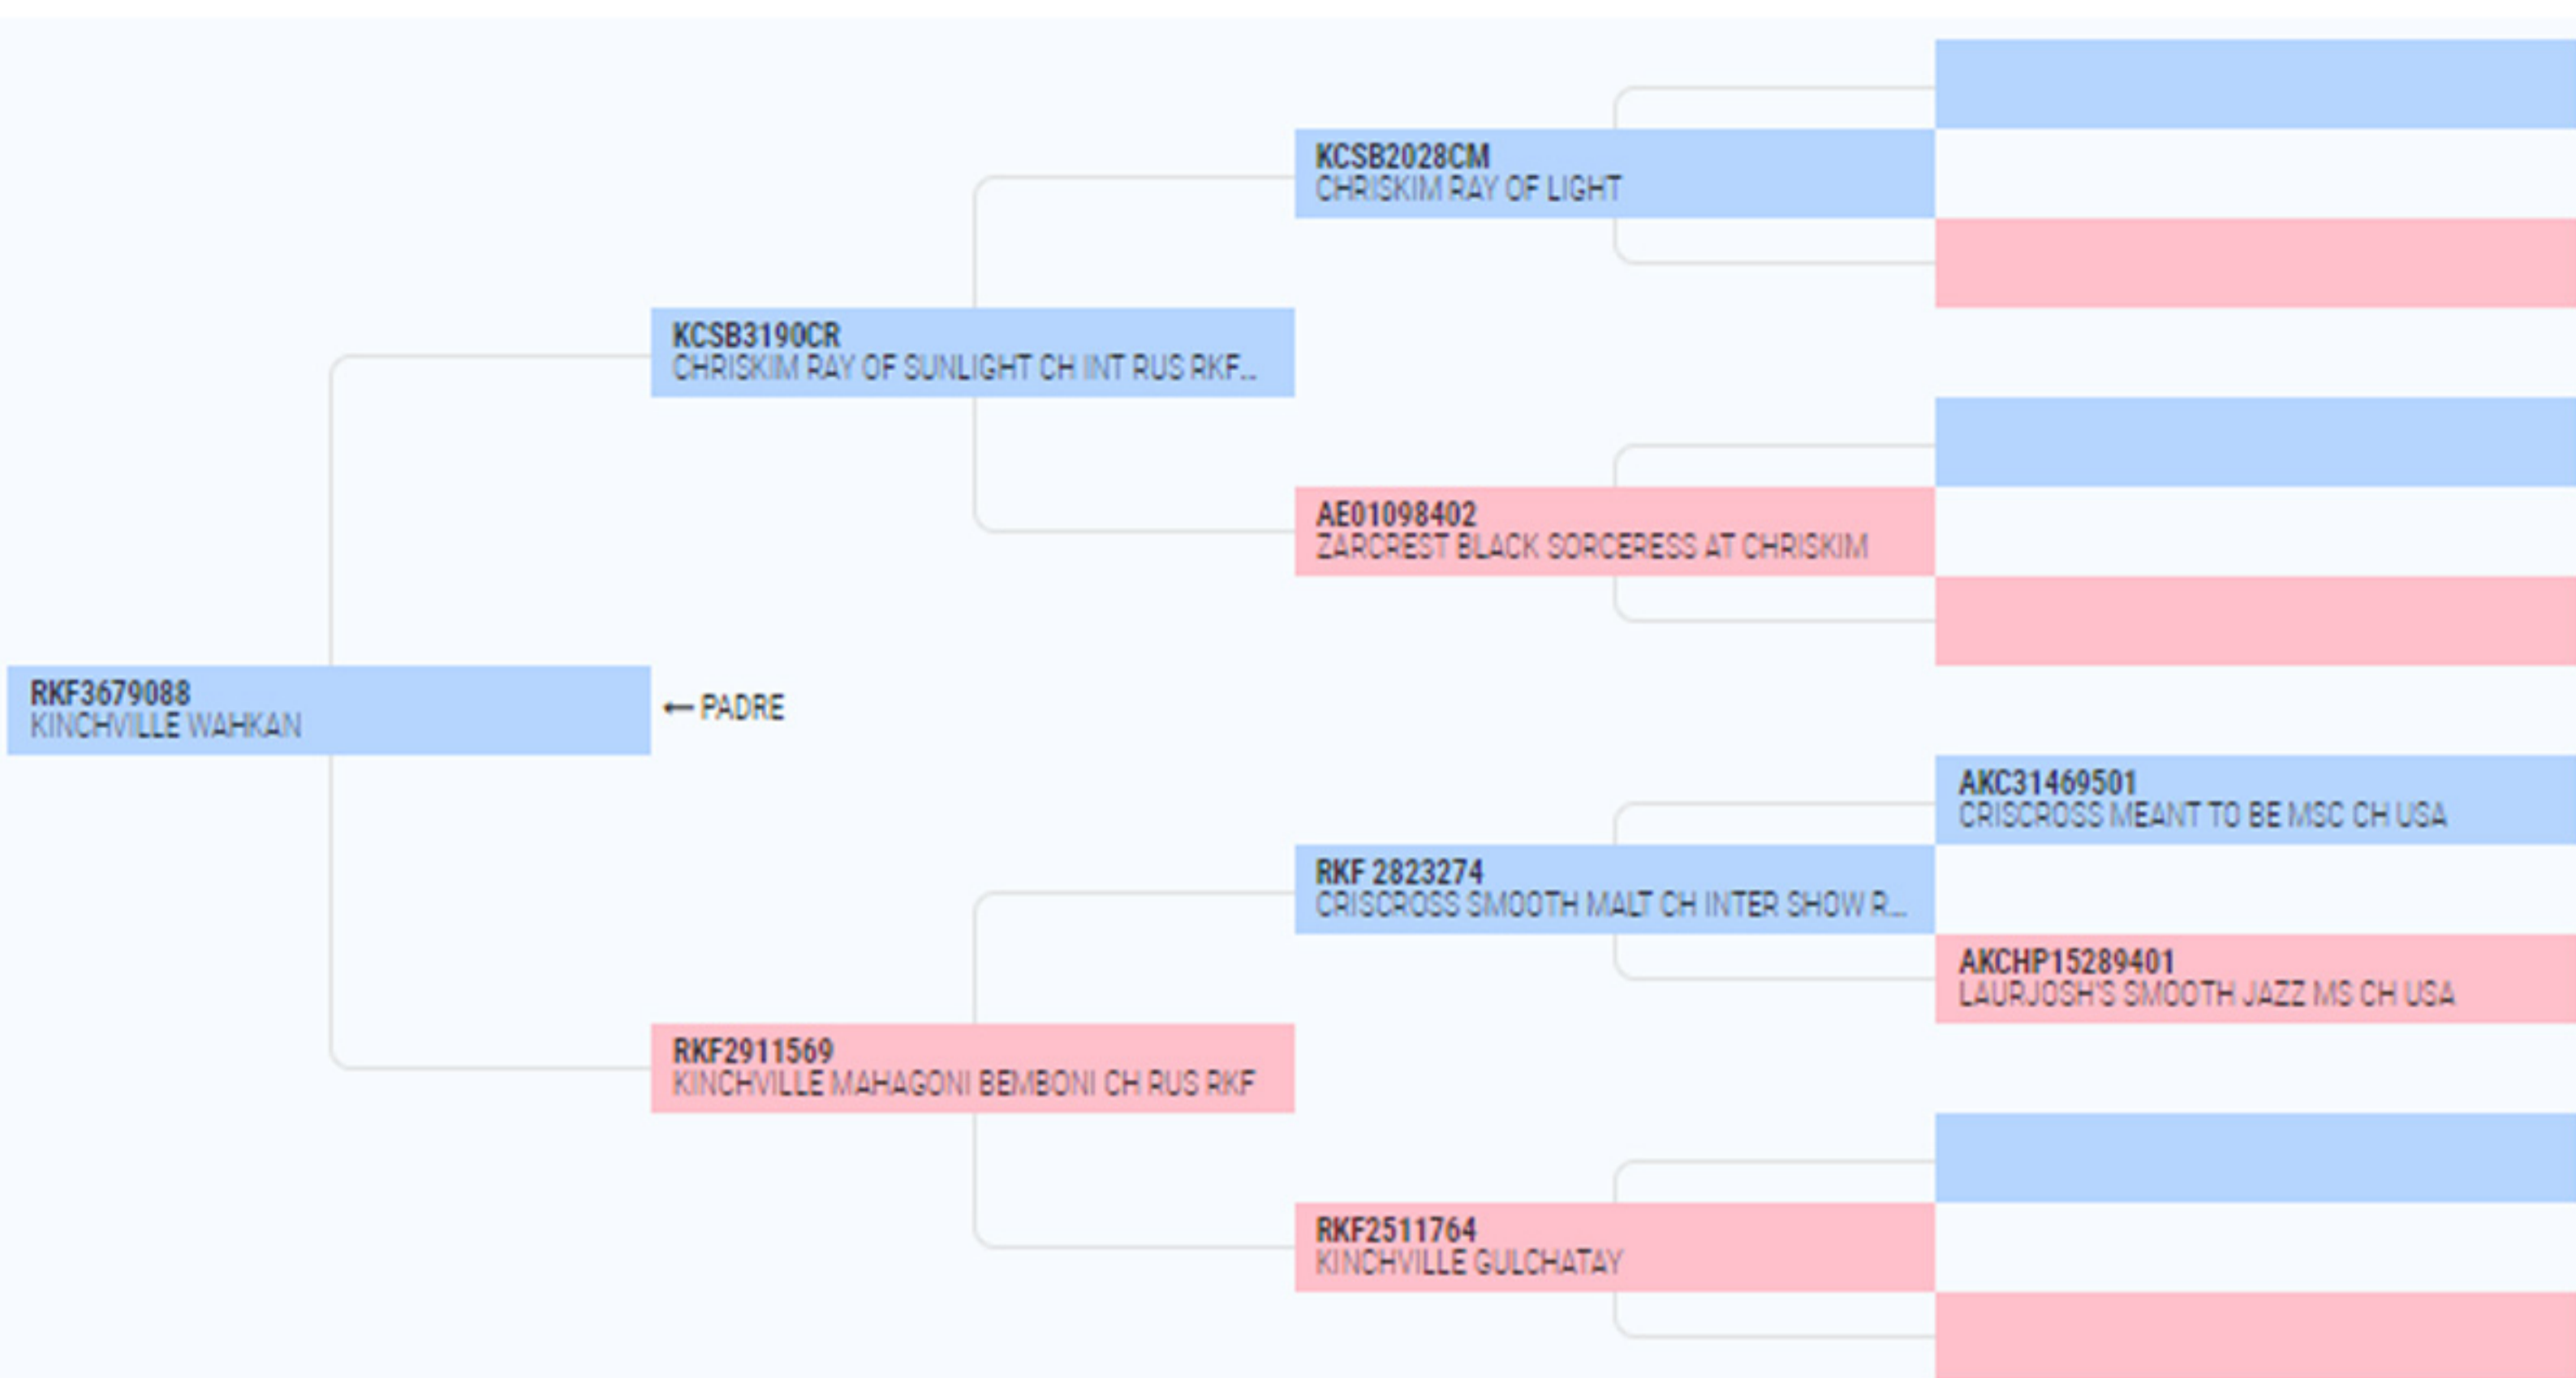 KCSB2028CM
CHRISKIM RAY OF LIGHT
KCSB3190CR
CHRISKIM RAY OF SUNLIGHT CH INT RUS RKF...
AE01098402
ZARCREST BLACK SORCERESS AT CHRISKIM
RKF3679088
KINCHVILLE WAHKAN
← PADRE
AKC31469501
CRISCROSS MEANT TO BE MSC CH USA
RKF 2823274
CRISCROSS SMOOTH MALT CH INTER SHOW R...
AKCHP15289401
LAURJOSH'S SMOOTH JAZZ MS CH USA
RKF2911569
KINCHVILLE MAHAGONI BEMBONI CH RUS RKF
RKF2511764
KINCHVILLE GULCHATAY